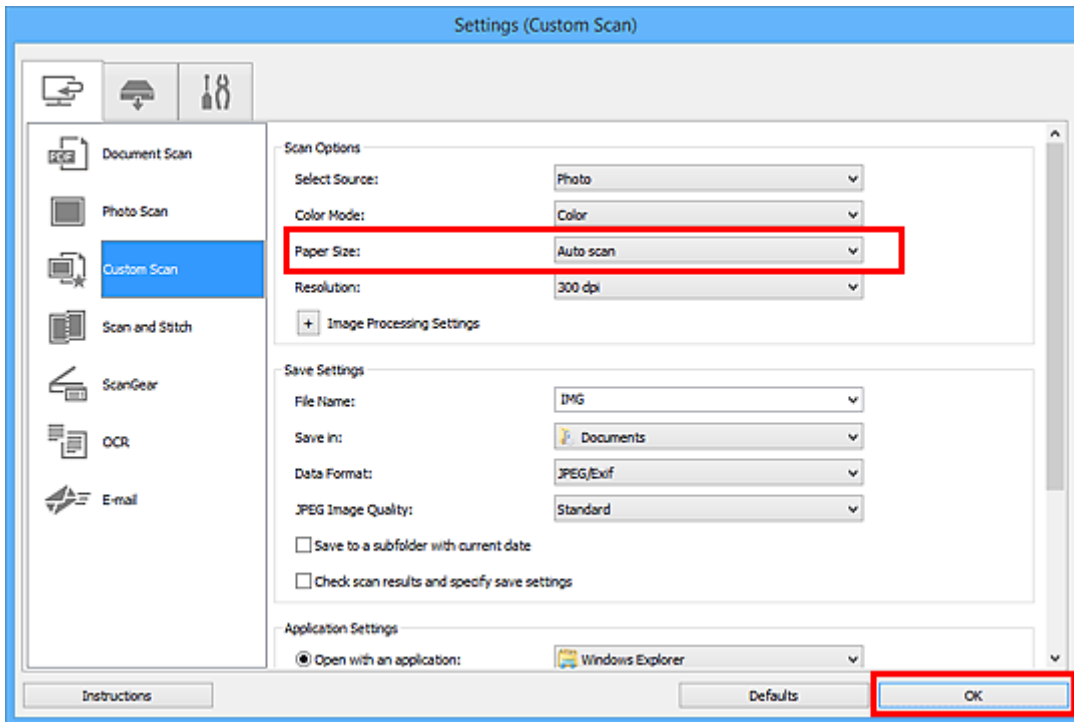 Settings (Custom Scan)
Document Scan
Photo Scan
Custom Scan
Scan and Stitch
ScanGear
OCR
E-mail
Scan Options
Select Source: Photo
Color Mode: Color
Paper Size: Auto scan
Resolution: 300 dpi
+ Image Processing Settings
Save Settings
File Name: IMG
Save in: Documents
Data Format: JPEG/Exif
JPEG Image Quality: Standard
Save to a subfolder with current date
Check scan results and specify save settings
Application Settings
Open with an application: Windows Explorer
Instructions Defaults OK